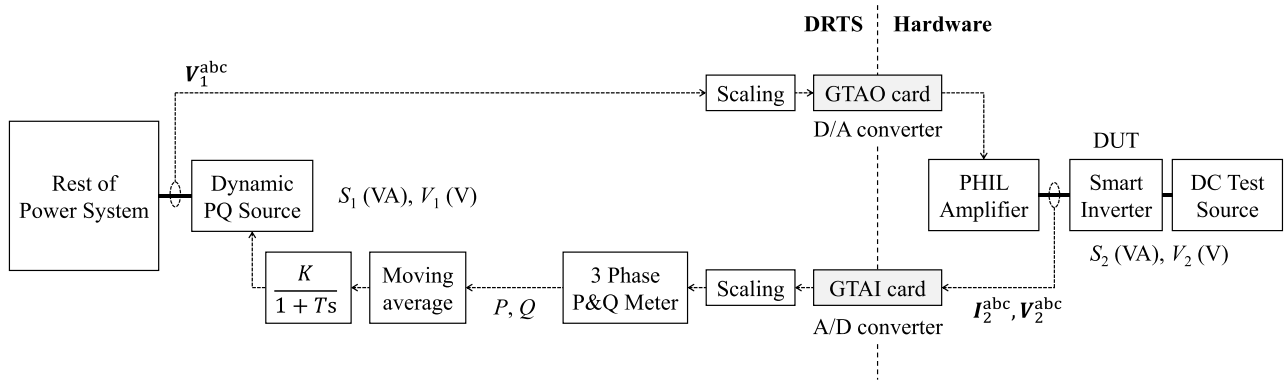 DRTS
Hardware
V₁ᵃᵇᶜ
Scaling
GTAO card
D/A converter
DUT
Rest of
Power System
Dynamic
PQ Source
S₁ (VA), V₁ (V)
PHIL
Amplifier
Smart
Inverter
DC Test
Source
S₂ (VA), V₂ (V)
K
1 + Ts
Moving
average
P, Q
3 Phase
P&Q Meter
Scaling
GTAI card
A/D converter
I₂ᵃᵇᶜ, V₂ᵃᵇᶜ